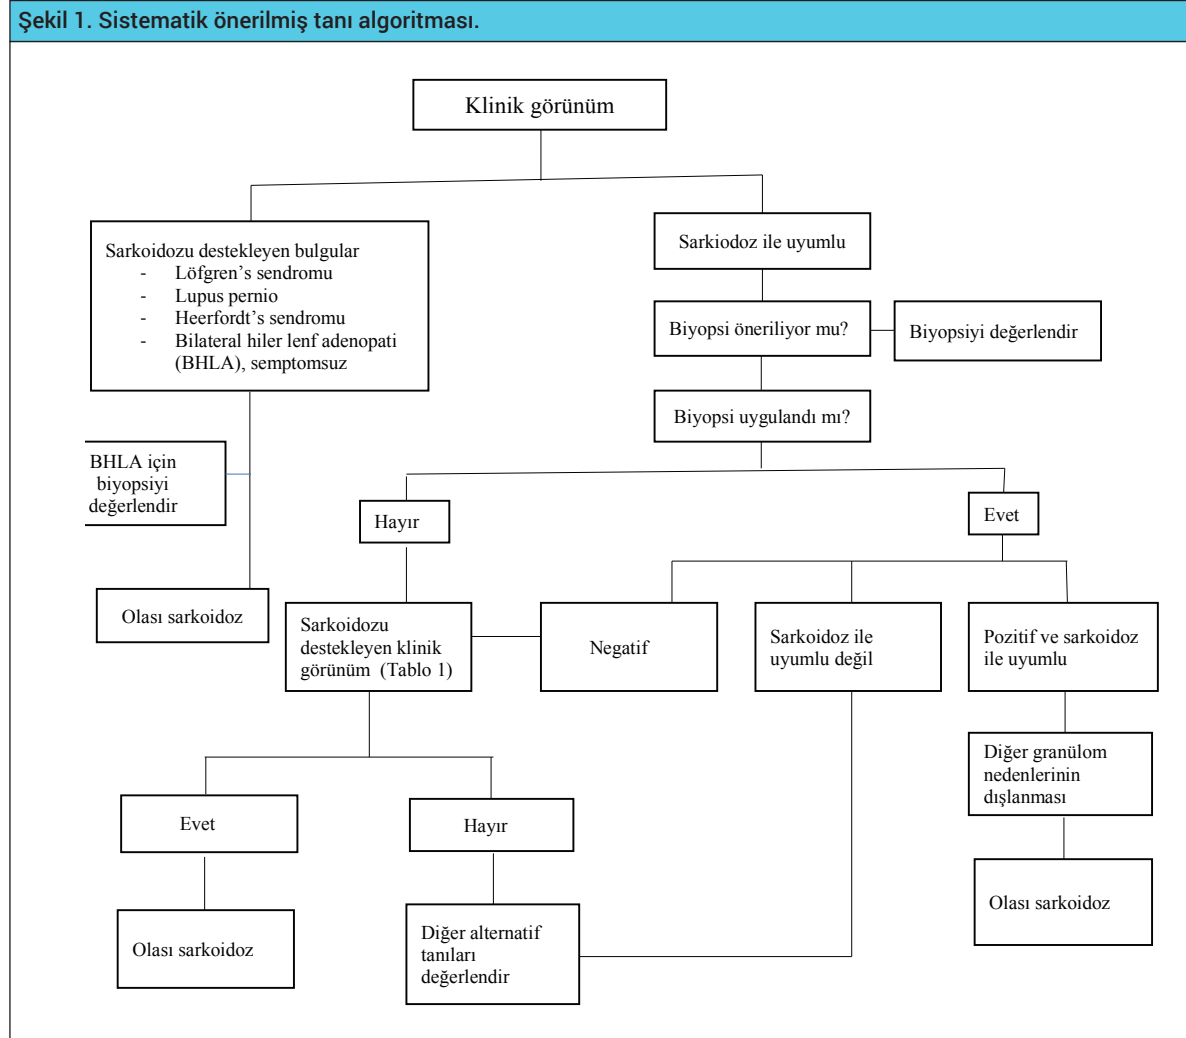 Şekil 1. Sistematik önerilmiş tanı algoritması.
Klinik görünüm
Sarkoidozu destekleyen bulgular
- Löfgren’s sendromu
- Lupus pernio
- Heerfordt’s sendromu
- Bilateral hiler lenf adenopati
(BHLA), semptomsuz
Sarkiodoz ile uyumlu
Biyopsi öneriliyor mu?
Biyopsiyi değerlendir
Biyopsi uygulandı mı?
BHLA için
biyopsiyi
değerlendir
Hayır
Evet
Olası sarkoidoz
Sarkoidozu
destekleyen klinik
görünüm (Tablo 1)
Negatif
Sarkoidoz ile
uyumlu değil
Pozitif ve sarkoidoz
ile uyumlu
Diğer granülom
nedenlerinin
dışlanması
Evet
Hayır
Olası sarkoidoz
Olası sarkoidoz
Diğer alternatif
tanıları
değerlendir